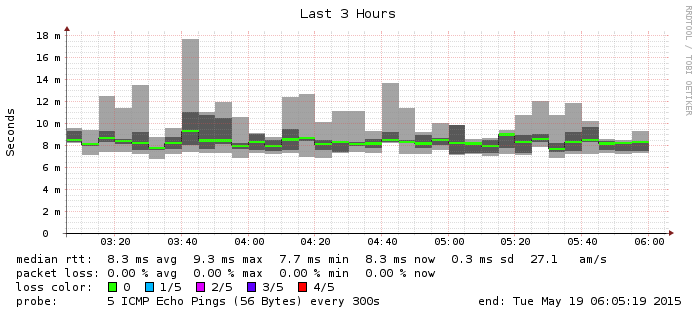 Last 3 Hours
RRDTOOL / TOBI OETIKER
Seconds
18 m
16 m
14 m
12 m
10 m
8 m
6 m
4 m
2 m
0
03:20 03:40 04:00 04:20 04:40 05:00 05:20 05:40 06:00
median rtt: 8.3 ms avg 9.3 ms max 7.7 ms min 8.3 ms now 0.3 ms sd 27.1 am/s
packet loss: 0.00 % avg 0.00 % max 0.00 % min 0.00 % now
loss color: 0 1/5 2/5 3/5 4/5
probe: 5 ICMP Echo Pings (56 Bytes) every 300s end: Tue May 19 06:05:19 2015